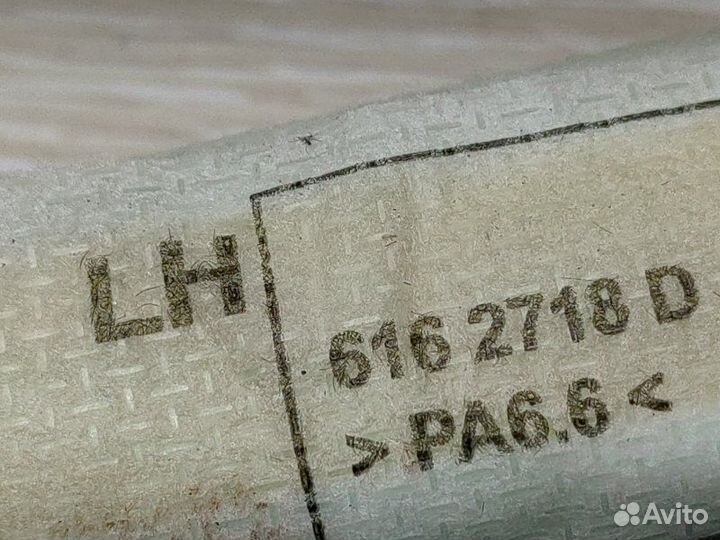 LH
616 2718 D
> PA6.6 <
Avito